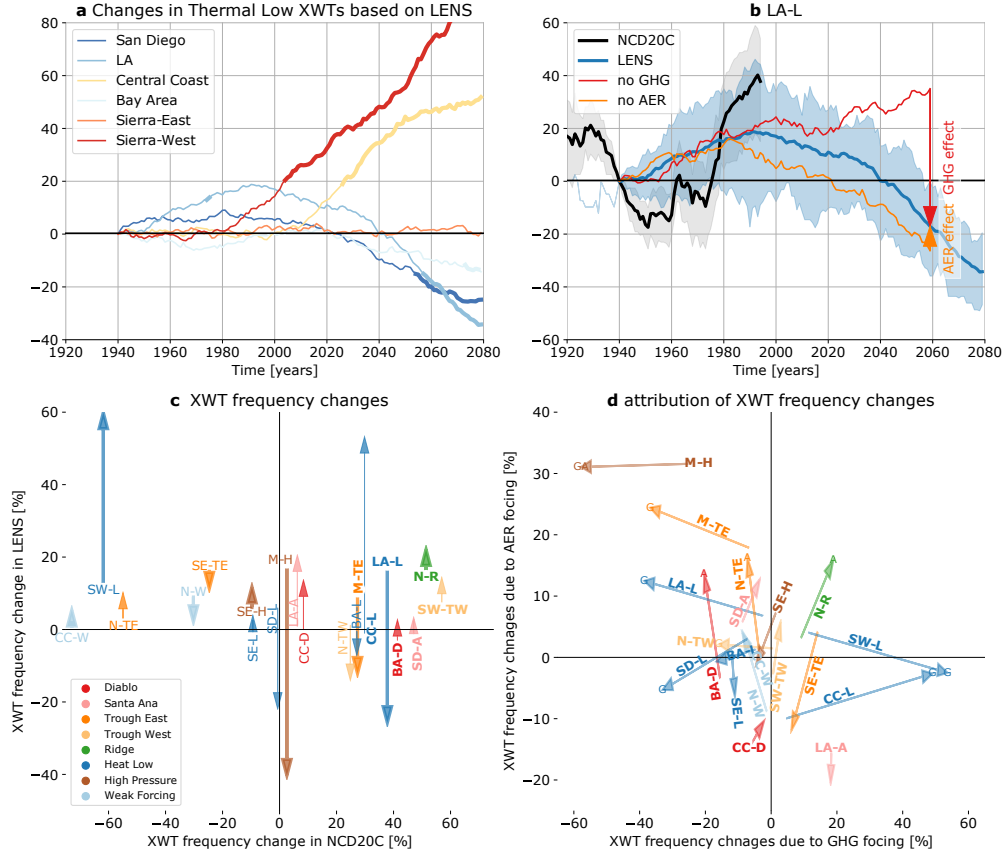 a Changes in Thermal Low XWTs based on LENS
80
60
40
20
0
−20
−40
San Diego
LA
Central Coast
Bay Area
Sierra-East
Sierra-West
1920 1940 1960 1980 2000 2020 2040 2060 2080
Time [years]
b LA-L
60
40
20
0
−20
−40
−60
NCD20C
LENS
no GHG
no AER
GHG effect
AER effect
1920 1940 1960 1980 2000 2020 2040 2060 2080
Time [years]
c XWT frequency changes
XWT frequency change in LENS [%]
60
40
20
0
−20
−40
SW-L
SE-TE
M-H
LA-L
N-R
CC-W
N-TE
N-W
SE-H
SE-L
SD-L
LA-A
CC-D
N-TW
M-TE
BA-L
CC-L
BA-D
SD-A
SW-TW
Diablo
Santa Ana
Trough East
Trough West
Ridge
Heat Low
High Pressure
Weak Forcing
−60 −40 −20 0 20 40 60
XWT frequency change in NCD20C [%]
d attribution of XWT frequency changes
XWT frequency chnages due to AER focing [%]
40
30
20
10
0
−10
−20
GA
M-H
G
M-TE
G
LA-L
A
A
N-TE
SD-A
SE-H
A
N-R
N-TW
SD-L
G
BA-D
BA-L
SE-L
CC-W
N-W
SW-TW
SE-TE
SW-L
G
G
CC-L
CC-D
LA-A
−60 −40 −20 0 20 40 60
XWT frequency chnages due to GHG focing [%]